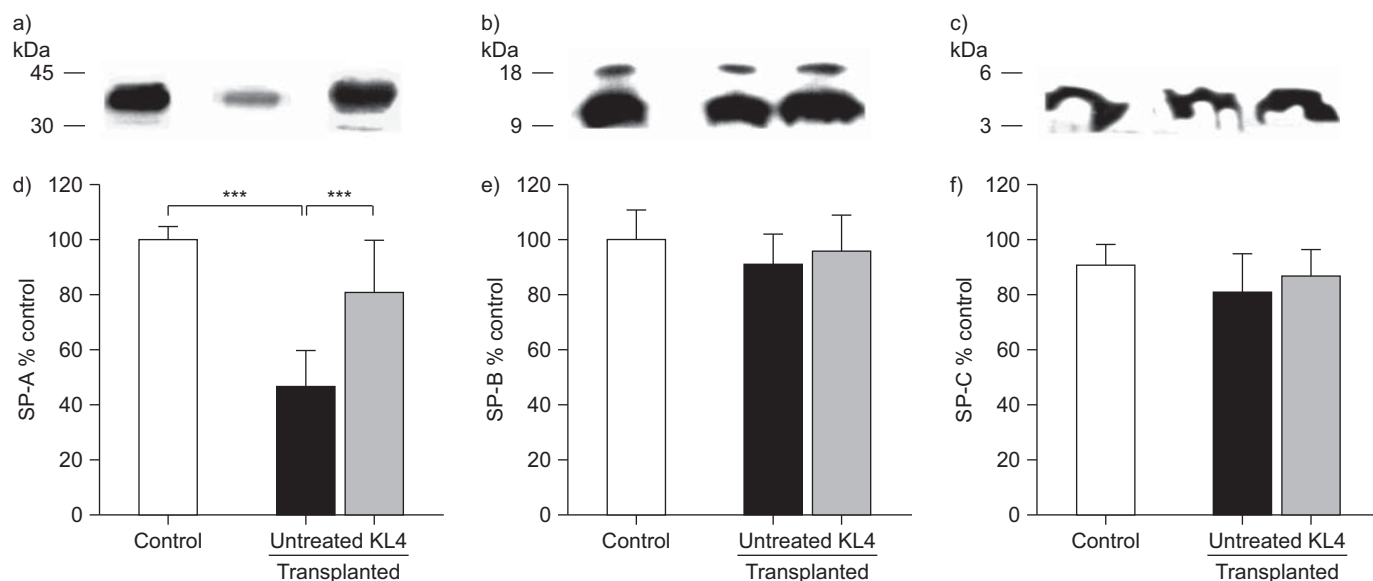 a)
kDa
45
30
b)
kDa
18
9
c)
kDa
6
3
d)
SP-A % control
120
100
80
60
40
20
0
*** ***
Control
Untreated KL4
Transplanted
e)
SP-B % control
120
100
80
60
40
20
0
Control
Untreated KL4
Transplanted
f)
SP-C % control
120
100
80
60
40
20
0
Control
Untreated KL4
Transplanted